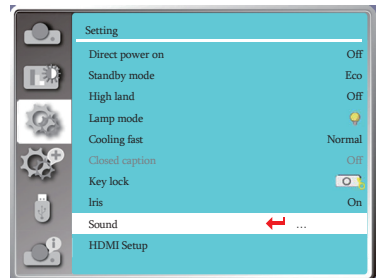 Setting
Direct power on Off
Standby mode Eco
High land Off
Lamp mode
Cooling fast Normal
Closed caption Off
Key lock
Iris On
Sound ...
HDMI Setup